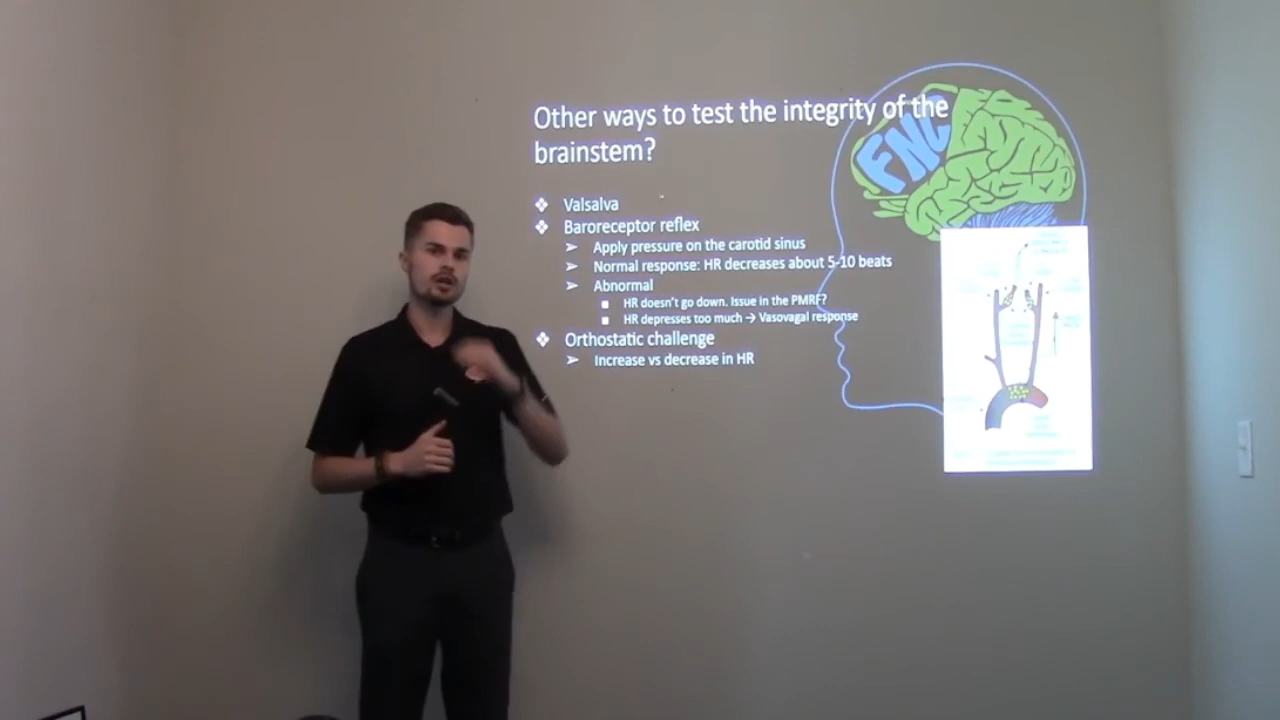 Other ways to test the integrity of the
brainstem?
FNC
❖ Valsalva
❖ Baroreceptor reflex
➢ Apply pressure on the carotid sinus
➢ Normal response: HR decreases about 5-10 beats
➢ Abnormal
▪ HR doesn't go down. Issue in the PMRF?
▪ HR depresses too much → Vasovagal response
❖ Orthostatic challenge
➢ Increase vs decrease in HR